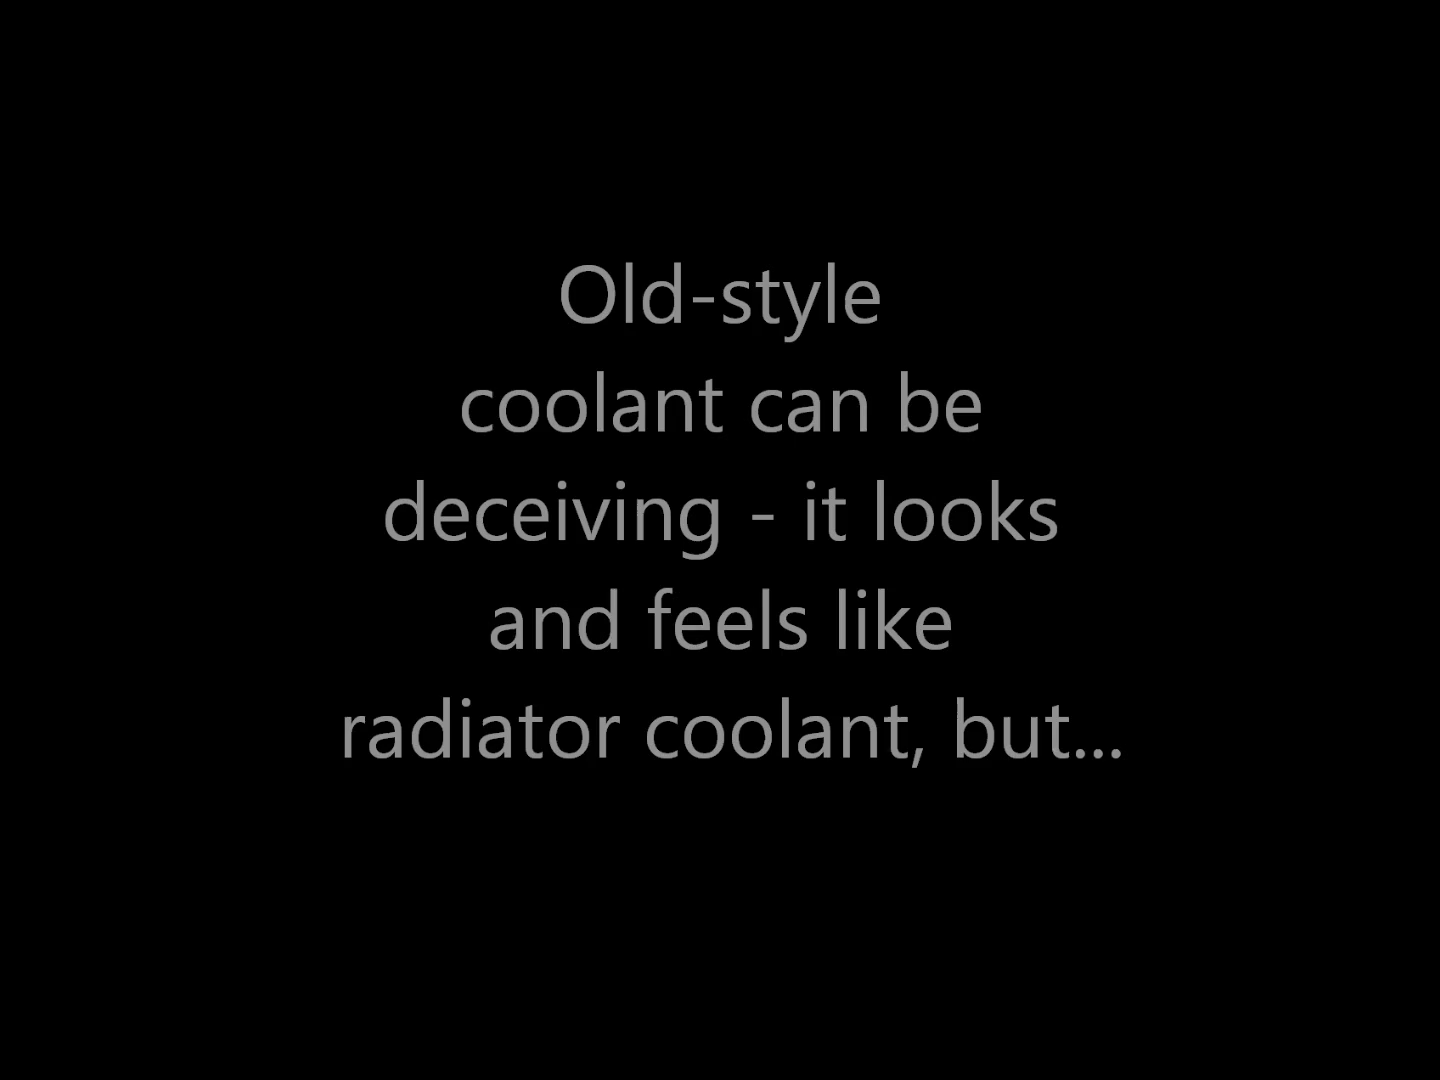 Old-style
coolant can be
deceiving - it looks
and feels like
radiator coolant, but...